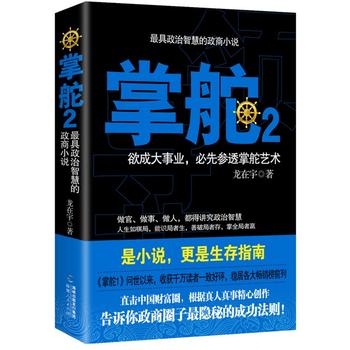 最具政治智慧的政商小说
掌舵2
欲成大事业，必先参透掌舵艺术
龙在宇 著
做官、做事、做人，都得讲究政治智慧
人生如棋局，能识局者生，善破局者存，掌全局者赢
是小说，更是生存指南
《掌舵1》问世以来，收获千万读者一致好评，稳居各大畅销榜前列
直击中国财富圈，根据真人真事精心创作
告诉你政商圈子最隐秘的成功法则！
掌舵2
最具政治智慧的
政商小说
龙在宇 著